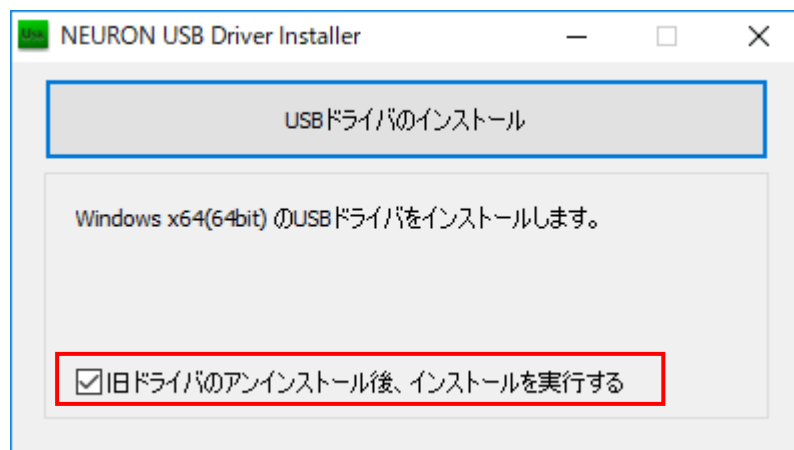 NEURON USB Driver Installer
USBドライバのインストール
Windows x64(64bit) のUSBドライバをインストールします。
旧ドライバのアンインストール後、インストールを実行する